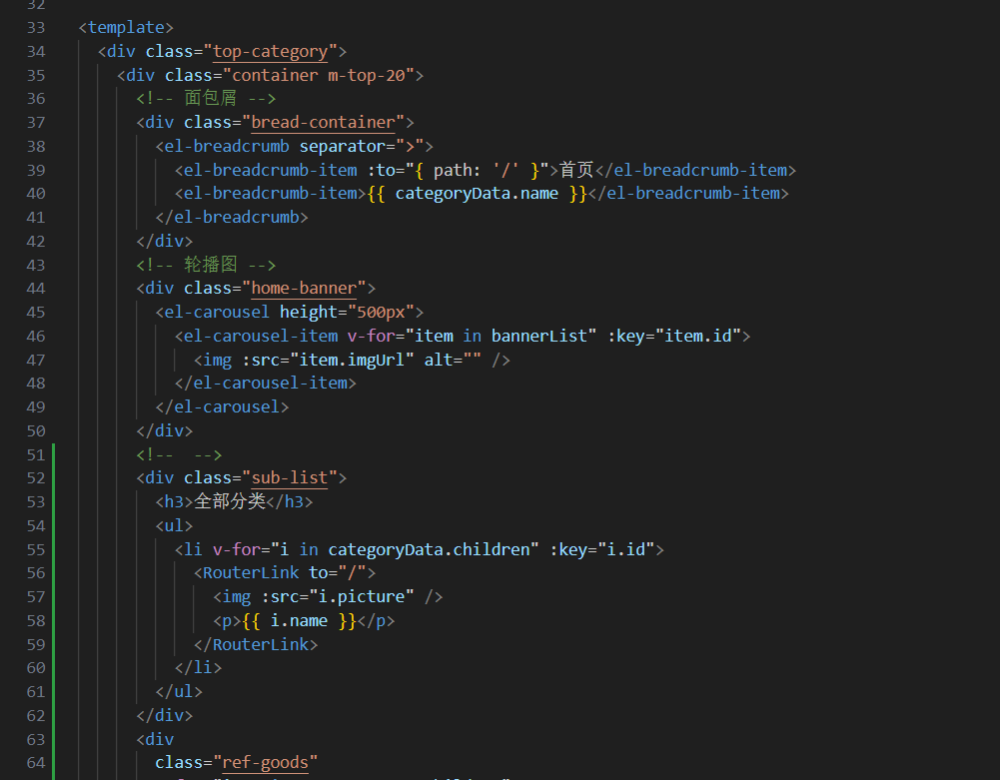 32
33 <template>
34 <div class="top-category">
35 <div class="container m-top-20">
36 <!-- 面包屑 -->
37 <div class="bread-container">
38 <el-breadcrumb separator=">">
39 <el-breadcrumb-item :to="{ path: '/' }">首页</el-breadcrumb-item>
40 <el-breadcrumb-item>{{ categoryData.name }}</el-breadcrumb-item>
41 </el-breadcrumb>
42 </div>
43 <!-- 轮播图 -->
44 <div class="home-banner">
45 <el-carousel height="500px">
46 <el-carousel-item v-for="item in bannerList" :key="item.id">
47 <img :src="item.imgUrl" alt="" />
48 </el-carousel-item>
49 </el-carousel>
50 </div>
51 <!--  -->
52 <div class="sub-list">
53 <h3>全部分类</h3>
54 <ul>
55 <li v-for="i in categoryData.children" :key="i.id">
56 <RouterLink to="/">
57 <img :src="i.picture" />
58 <p>{{ i.name }}</p>
59 </RouterLink>
60 </li>
61 </ul>
62 </div>
63 <div
64 class="ref-goods"